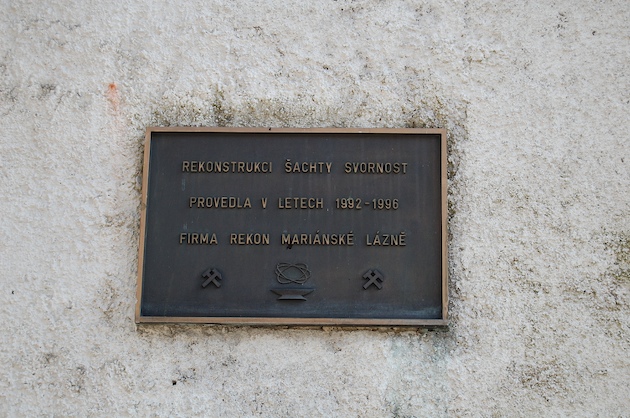 REKONSTRUKCI ŠACHTY SVORNOST
PROVEDLA V LETECH 1992-1996
FIRMA REKON MARIÁNSKÉ LÁZNĚ